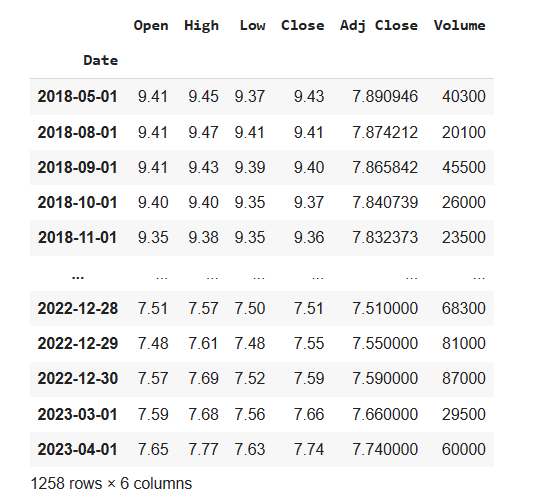 Open High Low Close Adj Close Volume
Date
2018-05-01 9.41 9.45 9.37 9.43 7.890946 40300
2018-08-01 9.41 9.47 9.41 9.41 7.874212 20100
2018-09-01 9.41 9.43 9.39 9.40 7.865842 45500
2018-10-01 9.40 9.40 9.35 9.37 7.840739 26000
2018-11-01 9.35 9.38 9.35 9.36 7.832373 23500
... ... ... ... ... ... ...
2022-12-28 7.51 7.57 7.50 7.51 7.510000 68300
2022-12-29 7.48 7.61 7.48 7.55 7.550000 81000
2022-12-30 7.57 7.69 7.52 7.59 7.590000 87000
2023-03-01 7.59 7.68 7.56 7.66 7.660000 29500
2023-04-01 7.65 7.77 7.63 7.74 7.740000 60000
1258 rows × 6 columns